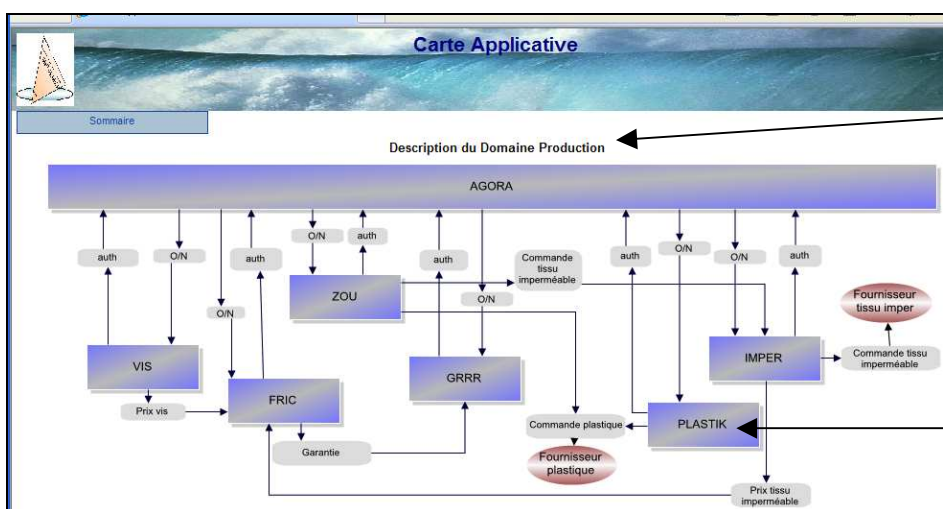 Carte Applicative
Sommaire
Description du Domaine Production
AGORA
auth
O/N
O/N
auth
O/N
auth
auth
O/N
auth
O/N
O/N
auth
Commande
tissu
imperméable
ZOU
Fournisseur
tissu imper
VIS
FRIC
GRRR
IMPER
Commande tissu
imperméable
Prix vis
Garantie
Commande plastique
PLASTIK
Fournisseur
plastique
Prix tissu
imperméable